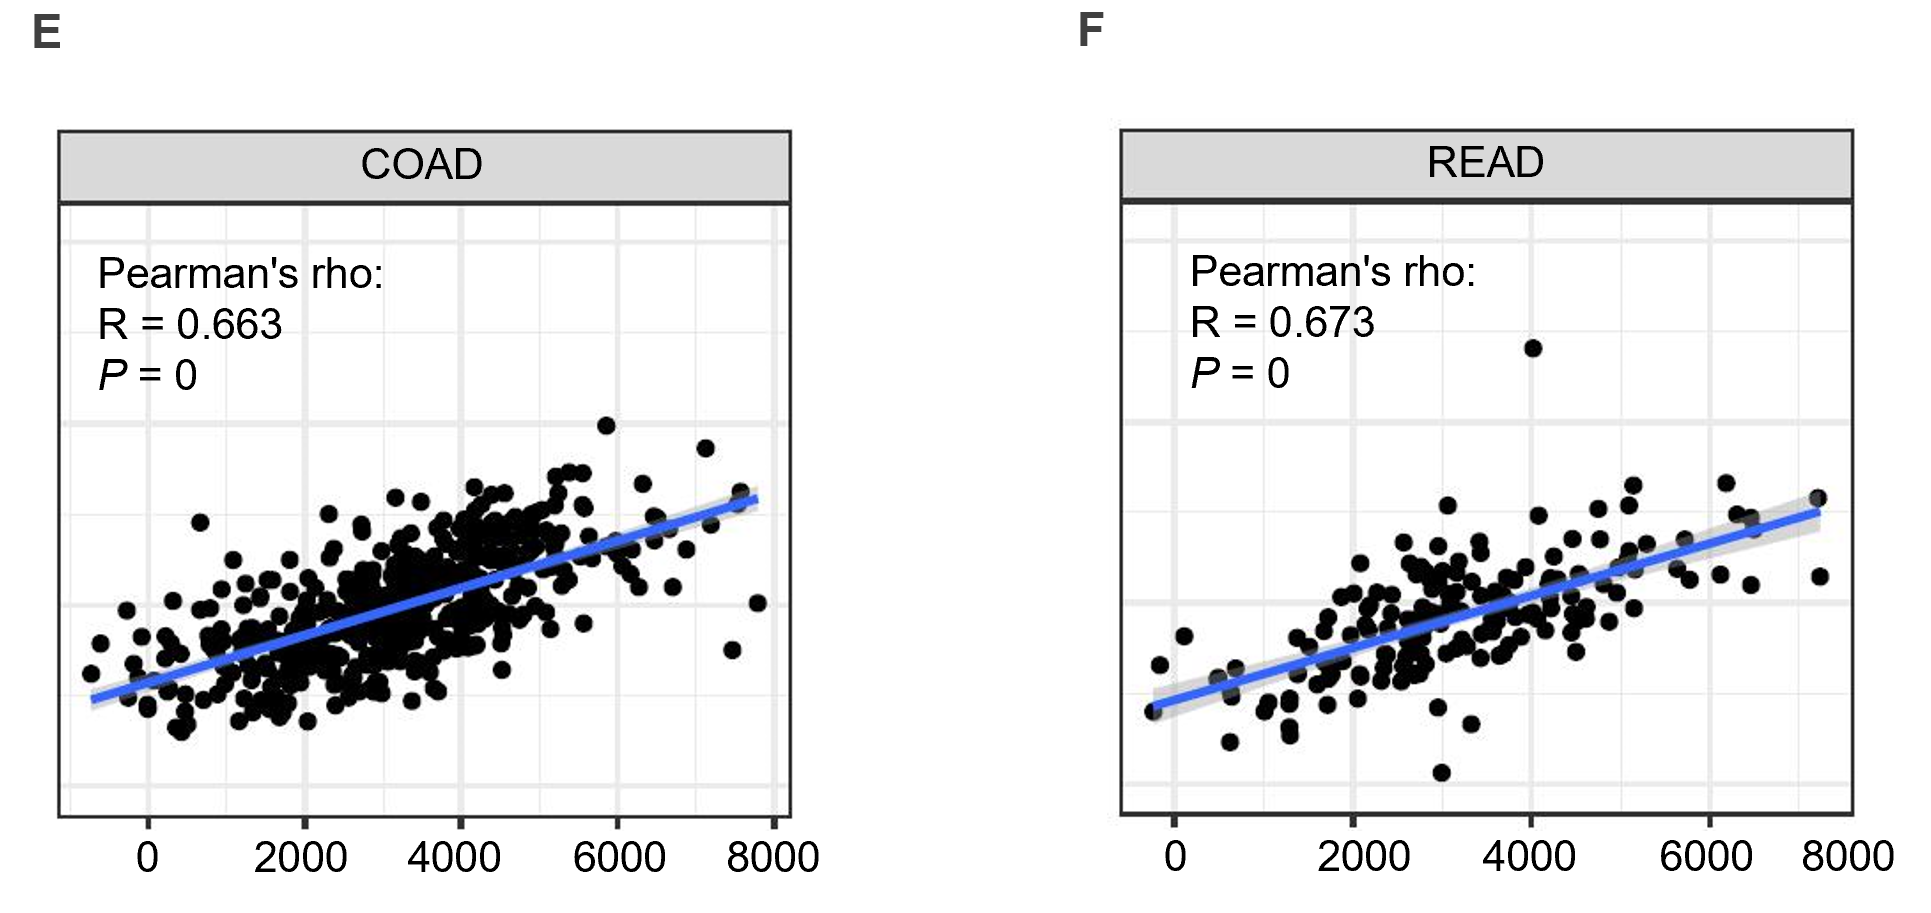 E
COAD
Pearman's rho:
R = 0.663
P = 0
0 2000 4000 6000 8000
F
READ
Pearman's rho:
R = 0.673
P = 0
0 2000 4000 6000 8000